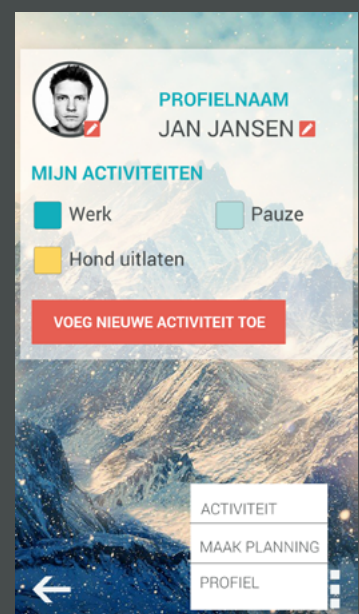 PROFIELNAAM
JAN JANSEN
MIJN ACTIVITEITEN
Werk
Pauze
Hond uitlaten
VOEG NIEUWE ACTIVITEIT TOE
ACTIVITEIT
MAAK PLANNING
PROFIEL